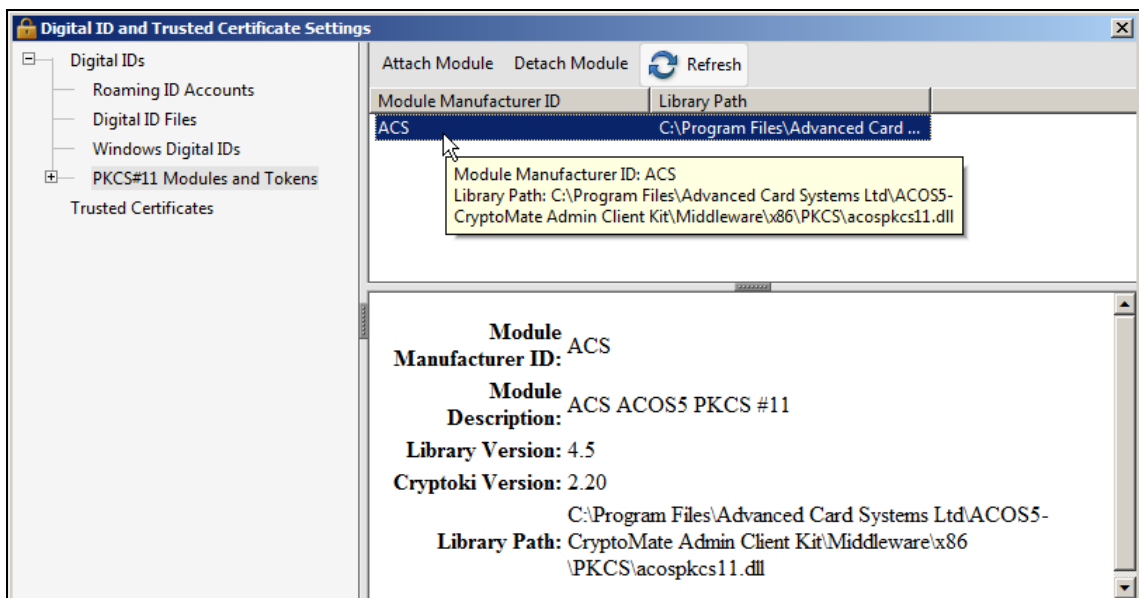 Digital ID and Trusted Certificate Settings
Digital IDs
Roaming ID Accounts
Digital ID Files
Windows Digital IDs
PKCS#11 Modules and Tokens
Trusted Certificates
Attach Module Detach Module Refresh
Module Manufacturer ID Library Path
ACS C:\Program Files\Advanced Card ...
Module Manufacturer ID: ACS
Library Path: C:\Program Files\Advanced Card Systems Ltd\ACOS5-
CryptoMate Admin Client Kit\Middleware\x86\PKCS\acospkcs11.dll
Module
Manufacturer ID: ACS
Module
Description: ACS ACOS5 PKCS #11
Library Version: 4.5
Cryptoki Version: 2.20
C:\Program Files\Advanced Card Systems Ltd\ACOS5-
Library Path: CryptoMate Admin Client Kit\Middleware\x86
\PKCS\acospkcs11.dll